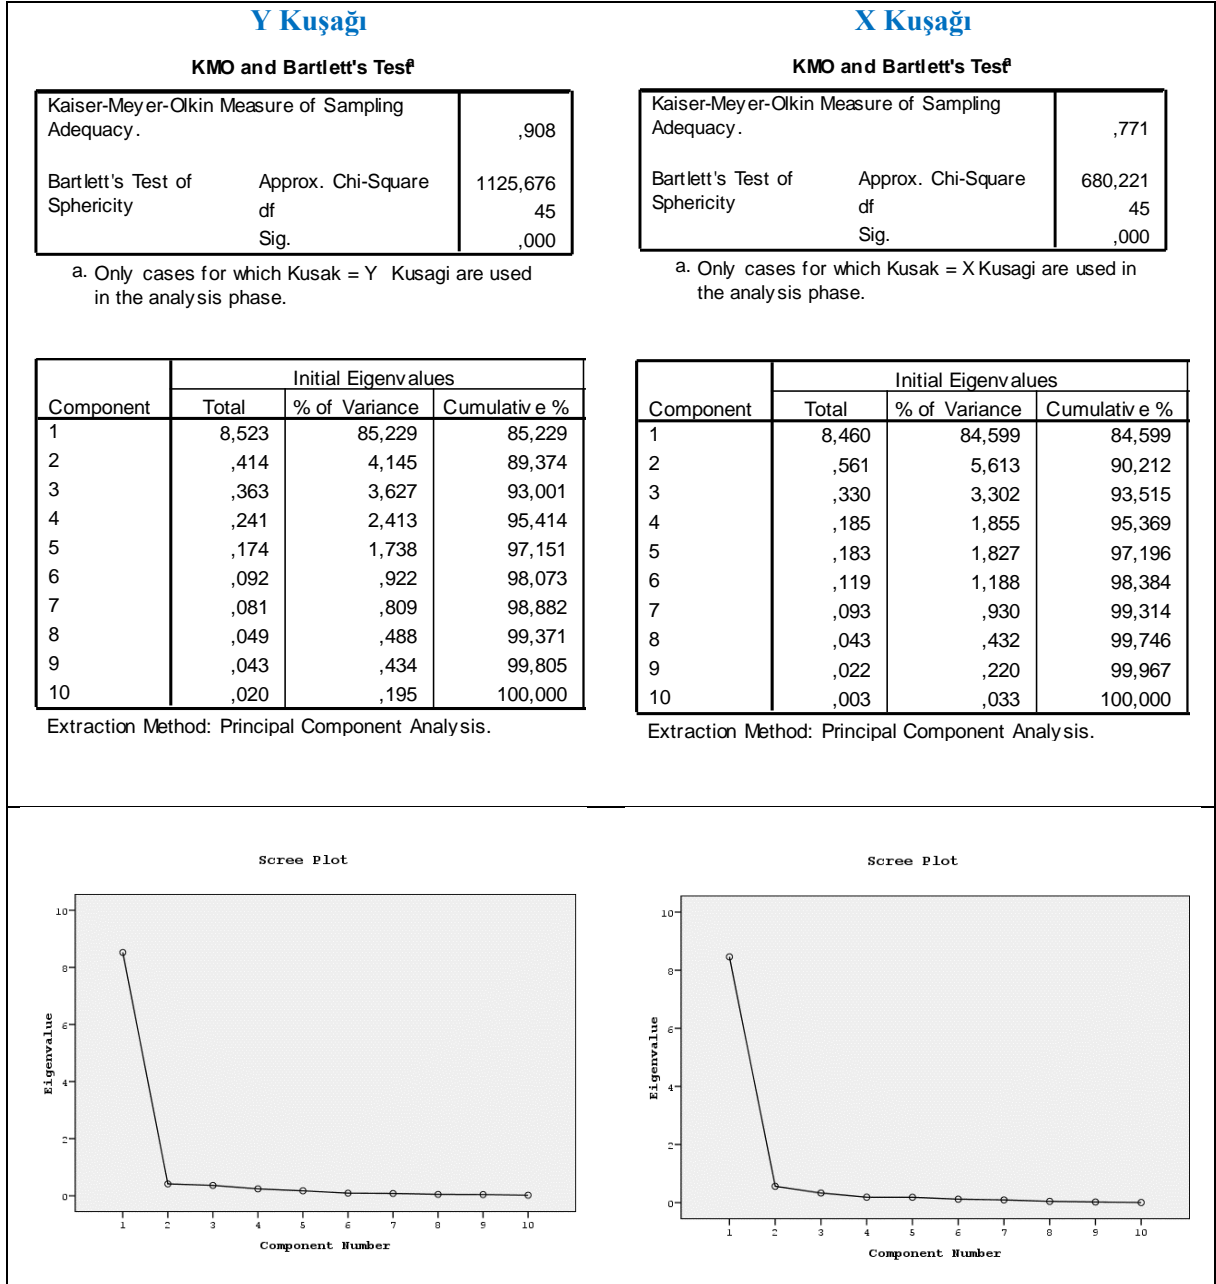 Y Kuşağı
KMO and Bartlett's Testa
Kaiser-Meyer-Olkin Measure of Sampling
Adequacy. ,908
Bartlett's Test of Approx. Chi-Square 1125,676
Sphericity df 45
Sig. ,000
a. Only cases for which Kusak = Y Kusagi are used
in the analysis phase.
Initial Eigenvalues
Component Total % of Variance Cumulative %
1 8,523 85,229 85,229
2 ,414 4,145 89,374
3 ,363 3,627 93,001
4 ,241 2,413 95,414
5 ,174 1,738 97,151
6 ,092 ,922 98,073
7 ,081 ,809 98,882
8 ,049 ,488 99,371
9 ,043 ,434 99,805
10 ,020 ,195 100,000
Extraction Method: Principal Component Analysis.
X Kuşağı
KMO and Bartlett's Testa
Kaiser-Meyer-Olkin Measure of Sampling
Adequacy. ,771
Bartlett's Test of Approx. Chi-Square 680,221
Sphericity df 45
Sig. ,000
a. Only cases for which Kusak = X Kusagi are used in
the analysis phase.
Initial Eigenvalues
Component Total % of Variance Cumulative %
1 8,460 84,599 84,599
2 ,561 5,613 90,212
3 ,330 3,302 93,515
4 ,185 1,855 95,369
5 ,183 1,827 97,196
6 ,119 1,188 98,384
7 ,093 ,930 99,314
8 ,043 ,432 99,746
9 ,022 ,220 99,967
10 ,003 ,033 100,000
Extraction Method: Principal Component Analysis.
Scree Plot
Eigenvalue
10
8
6
4
2
0
1 2 3 4 5 6 7 8 9 10
Component Number
Scree Plot
Eigenvalue
10
8
6
4
2
0
1 2 3 4 5 6 7 8 9 10
Component Number